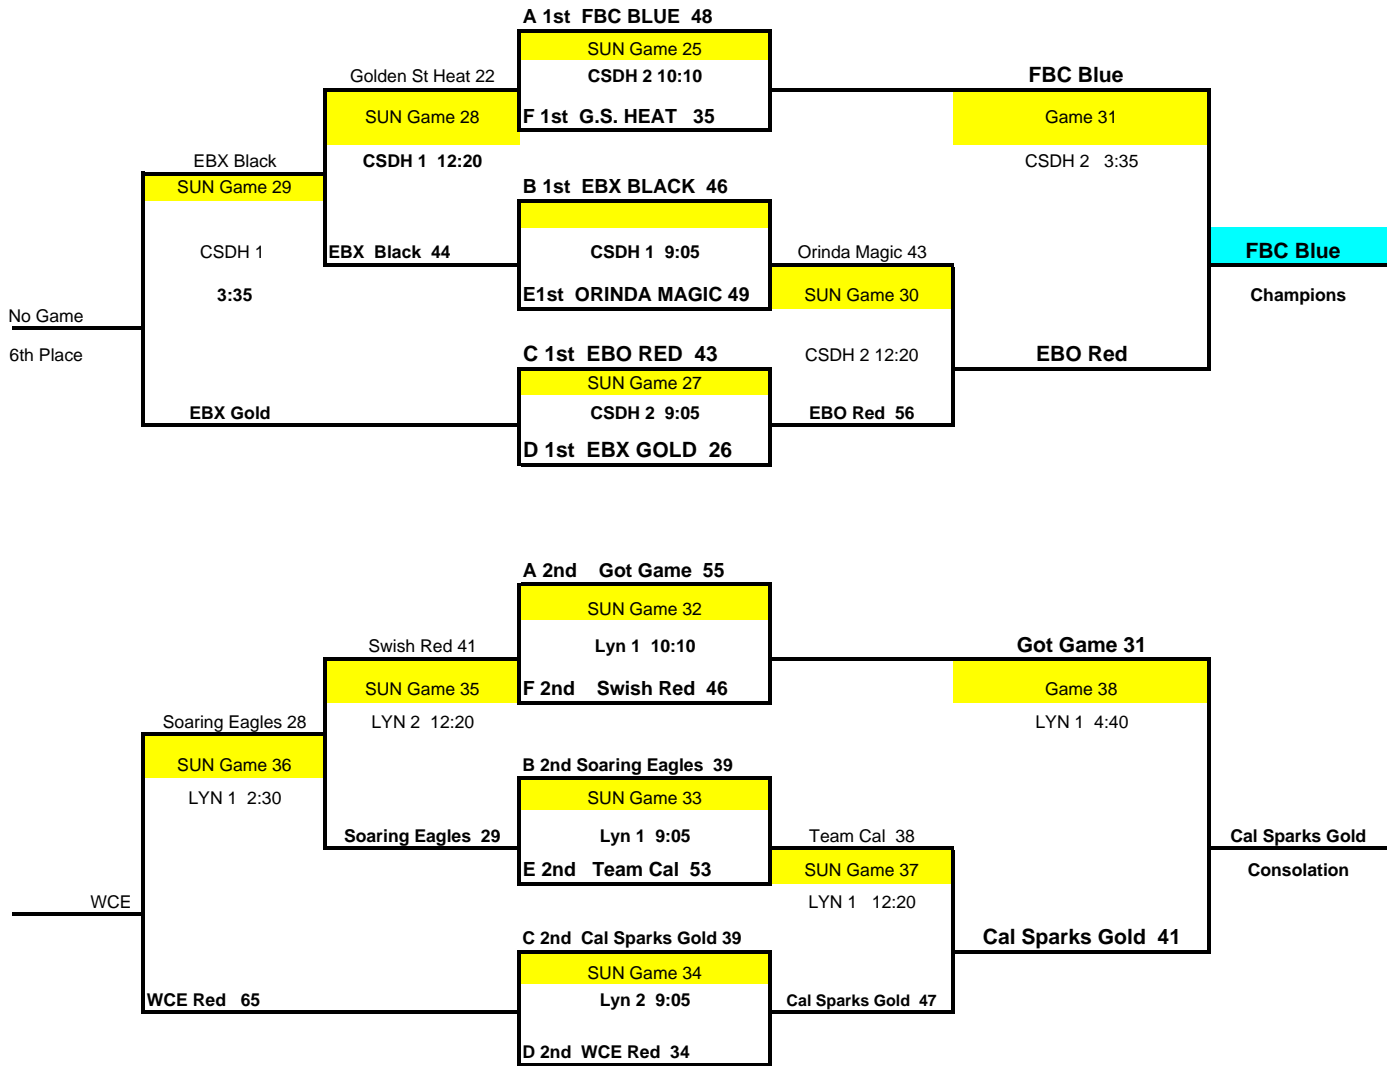 A 1st FBC BLUE 48
SUN Game 25
Golden St Heat 22
CSDH 2 10:10
FBC Blue
SUN Game 28
F 1st G.S. HEAT 35
Game 31
EBX Black
CSDH 1 12:20
CSDH 2 3:35
SUN Game 29
B 1st EBX BLACK 46
CSDH 1
EBX Black 44
CSDH 1 9:05
Orinda Magic 43
FBC Blue
3:35
E1st ORINDA MAGIC 49
SUN Game 30
Champions
No Game
6th Place
C 1st EBO RED 43
CSDH 2 12:20
EBO Red
SUN Game 27
EBX Gold
CSDH 2 9:05
EBO Red 56
D 1st EBX GOLD 26
A 2nd Got Game 55
SUN Game 32
Swish Red 41
Lyn 1 10:10
Got Game 31
SUN Game 35
F 2nd Swish Red 46
Game 38
Soaring Eagles 28
LYN 2 12:20
LYN 1 4:40
SUN Game 36
B 2nd Soaring Eagles 39
LYN 1 2:30
SUN Game 33
Soaring Eagles 29
Lyn 1 9:05
Team Cal 38
Cal Sparks Gold
E 2nd Team Cal 53
SUN Game 37
Consolation
WCE
LYN 1 12:20
C 2nd Cal Sparks Gold 39
Cal Sparks Gold 41
SUN Game 34
WCE Red 65
Lyn 2 9:05
Cal Sparks Gold 47
D 2nd WCE Red 34